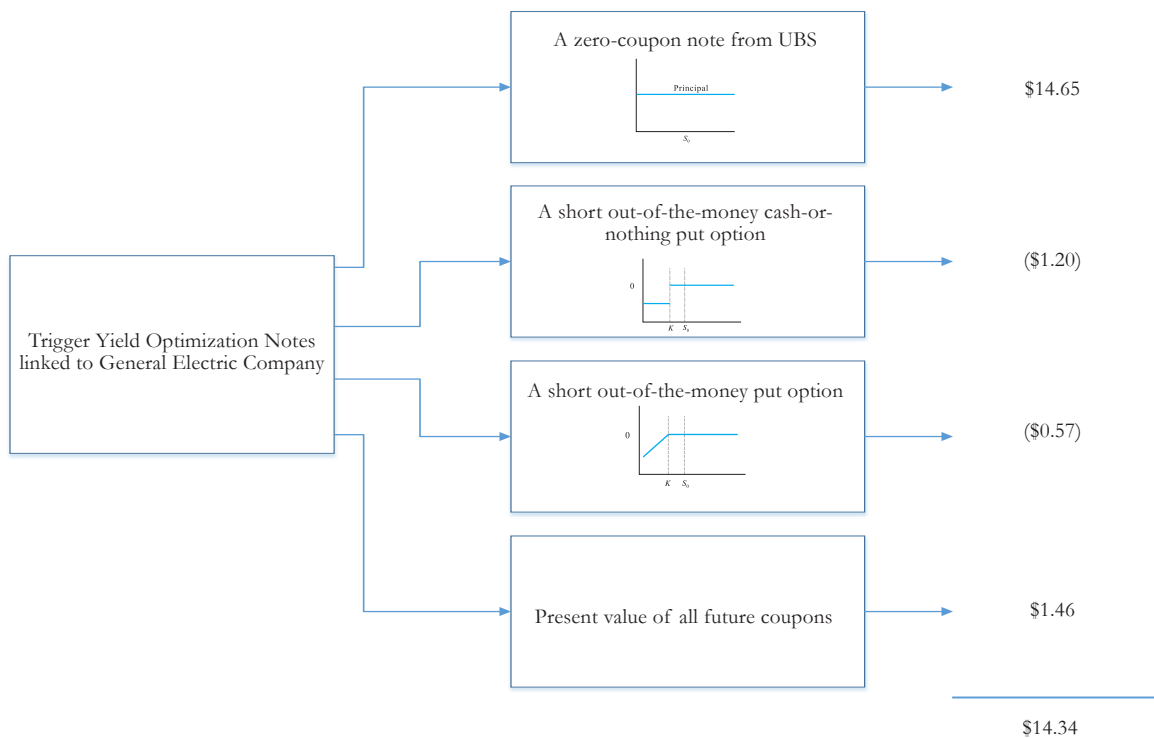 A zero-coupon note from UBS
Principal
S0
$14.65
A short out-of-the-money cash-or-
nothing put option
0
K S0
($1.20)
Trigger Yield Optimization Notes
linked to General Electric Company
A short out-of-the-money put option
0
K S0
($0.57)
Present value of all future coupons
$1.46
$14.34